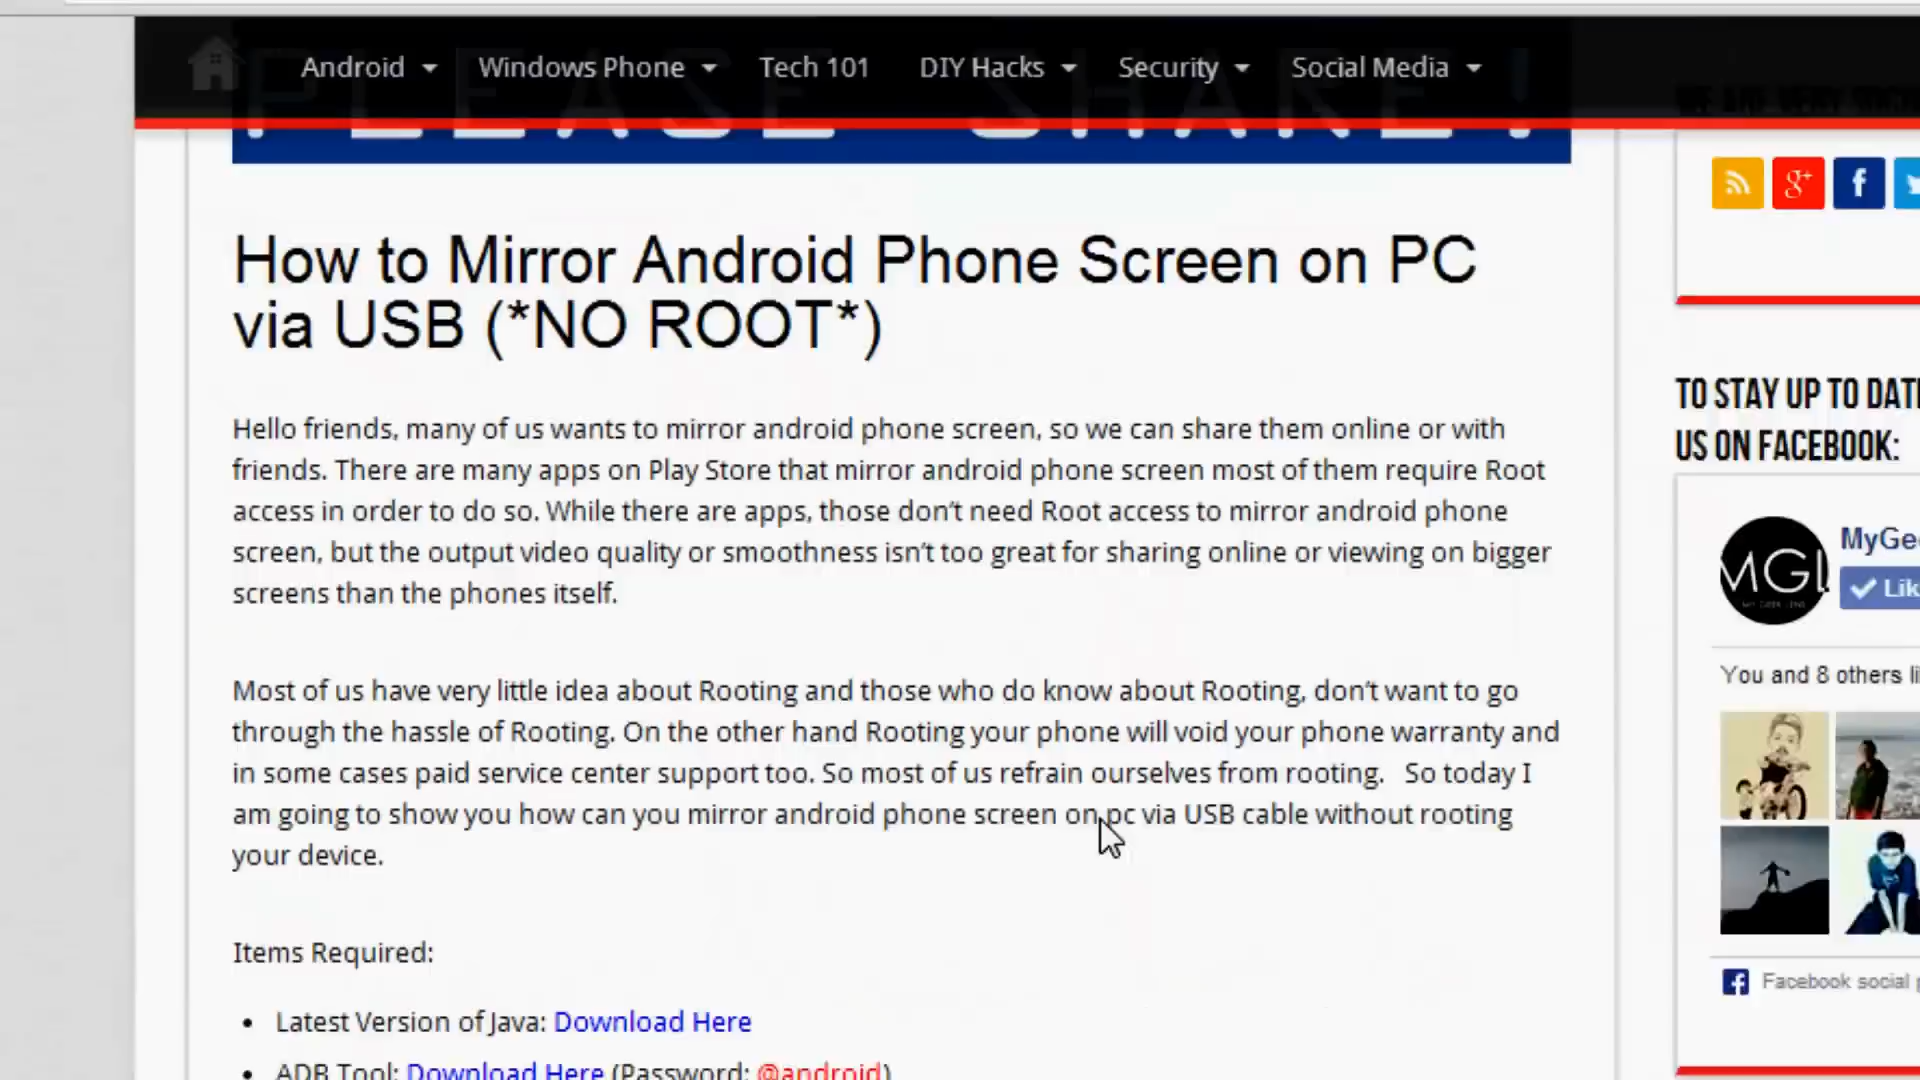 Android
Windows Phone
Tech 101
DIY Hacks
Security
Social Media
PLEASE SHARE!
How to Mirror Android Phone Screen on PC
via USB (*NO ROOT*)
Hello friends, many of us wants to mirror android phone screen, so we can share them online or with
friends. There are many apps on Play Store that mirror android phone screen most of them require Root
access in order to do so. While there are apps, those don't need Root access to mirror android phone
screen, but the output video quality or smoothness isn't too great for sharing online or viewing on bigger
screens than the phones itself.
Most of us have very little idea about Rooting and those who do know about Rooting, don't want to go
through the hassle of Rooting. On the other hand Rooting your phone will void your phone warranty and
in some cases paid service center support too. So most of us refrain ourselves from rooting. So today I
am going to show you how can you mirror android phone screen on pc via USB cable without rooting
your device.
Items Required:
• Latest Version of Java: Download Here
• ADB Tool: Download Here (Password: @android)
g+
f
TO STAY UP TO DAT
US ON FACEBOOK:
MGL
MyGe
Lik
You and 8 others li
Facebook social p